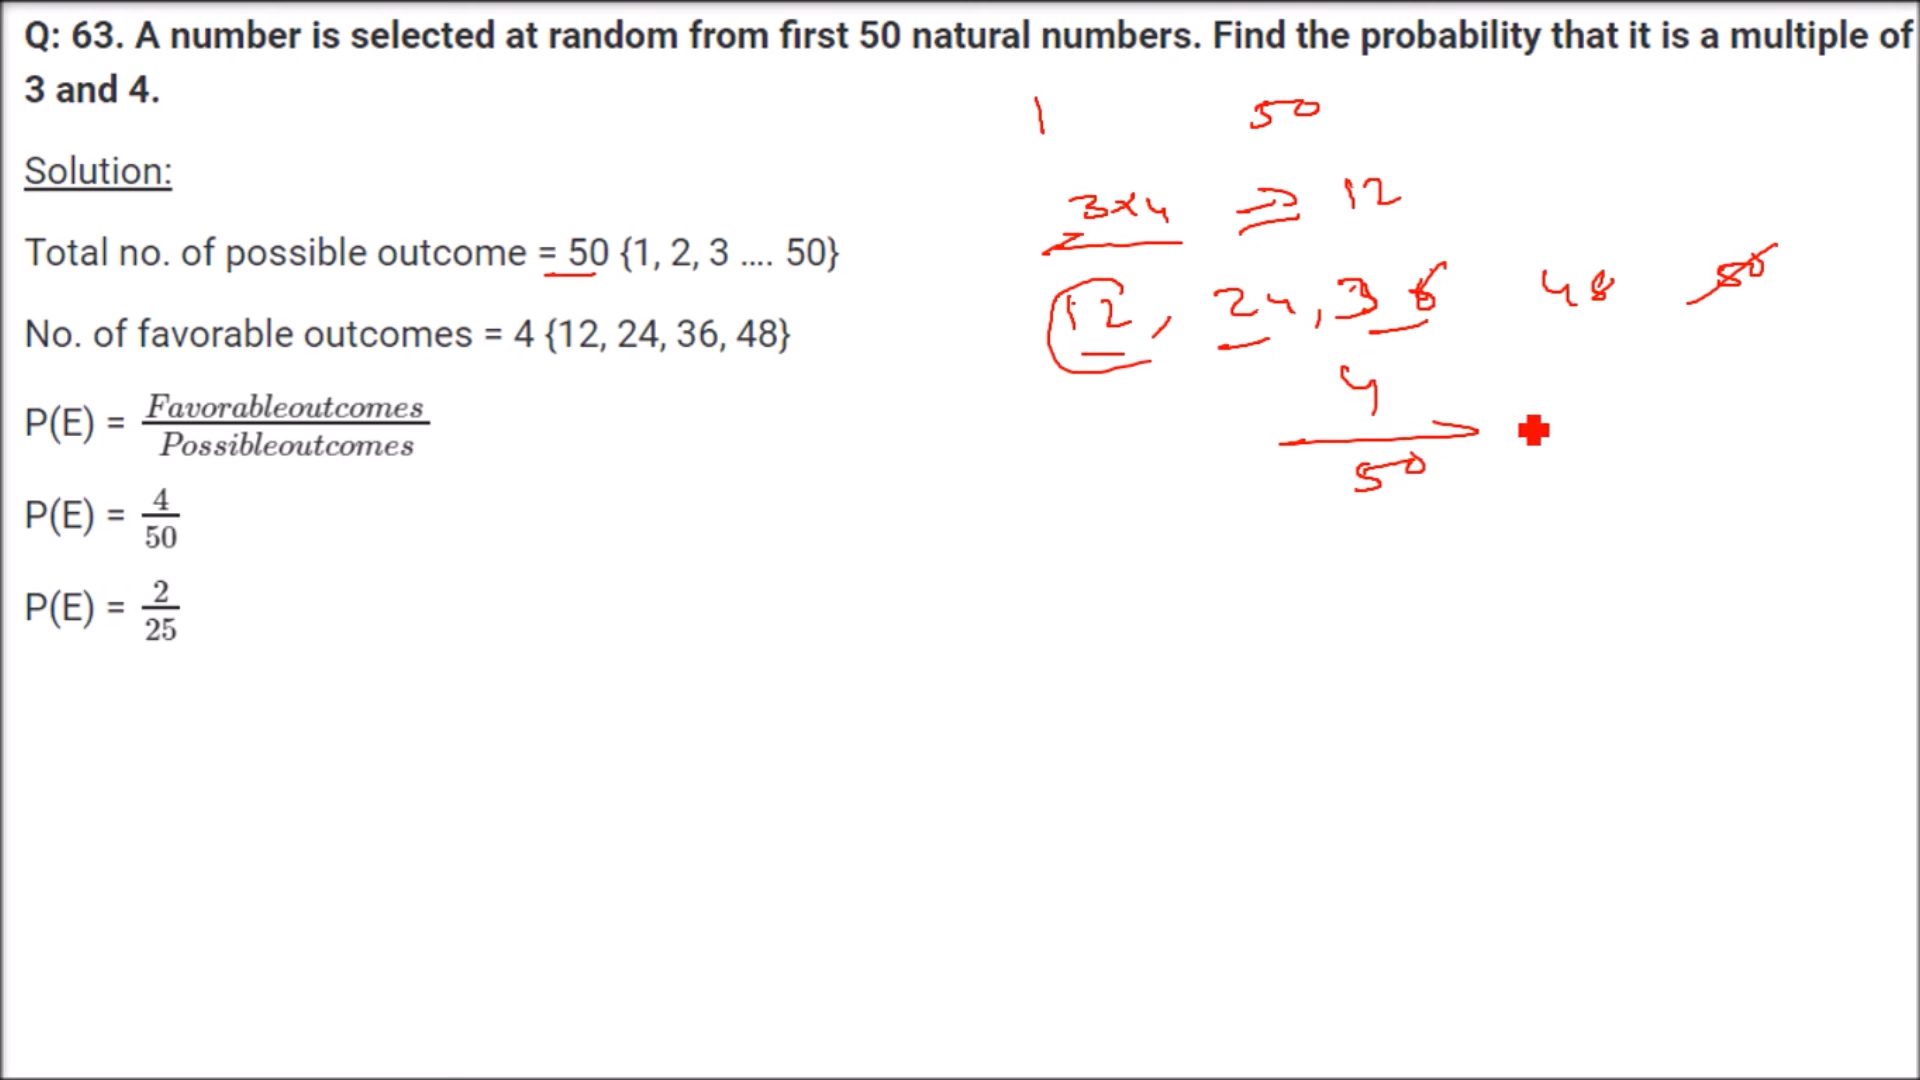 Q: 63. A number is selected at random from first 50 natural numbers. Find the probability that it is a multiple of
3 and 4.
1 50
Solution:
3x4 => 12
Total no. of possible outcome = 50 {1, 2, 3 .... 50}
12, 24, 36 48 50
No. of favorable outcomes = 4 {12, 24, 36, 48}
P(E) = Favorableoutcomes / Possibleoutcomes
4
50
P(E) = 4/50
P(E) = 2/25